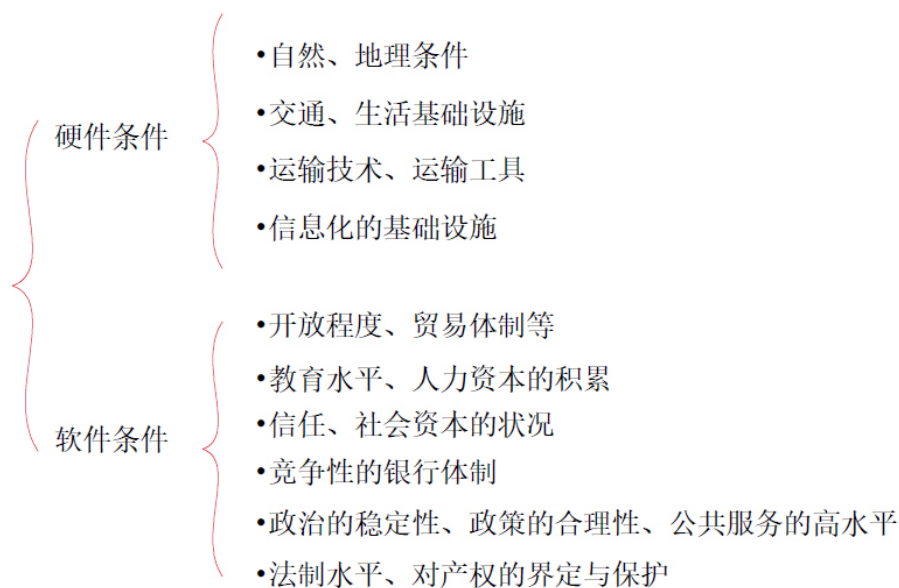 硬件条件
•自然、地理条件
•交通、生活基础设施
•运输技术、运输工具
•信息化的基础设施
软件条件
•开放程度、贸易体制等
•教育水平、人力资本的积累
•信任、社会资本的状况
•竞争性的银行体制
•政治的稳定性、政策的合理性、公共服务的高水平
•法制水平、对产权的界定与保护